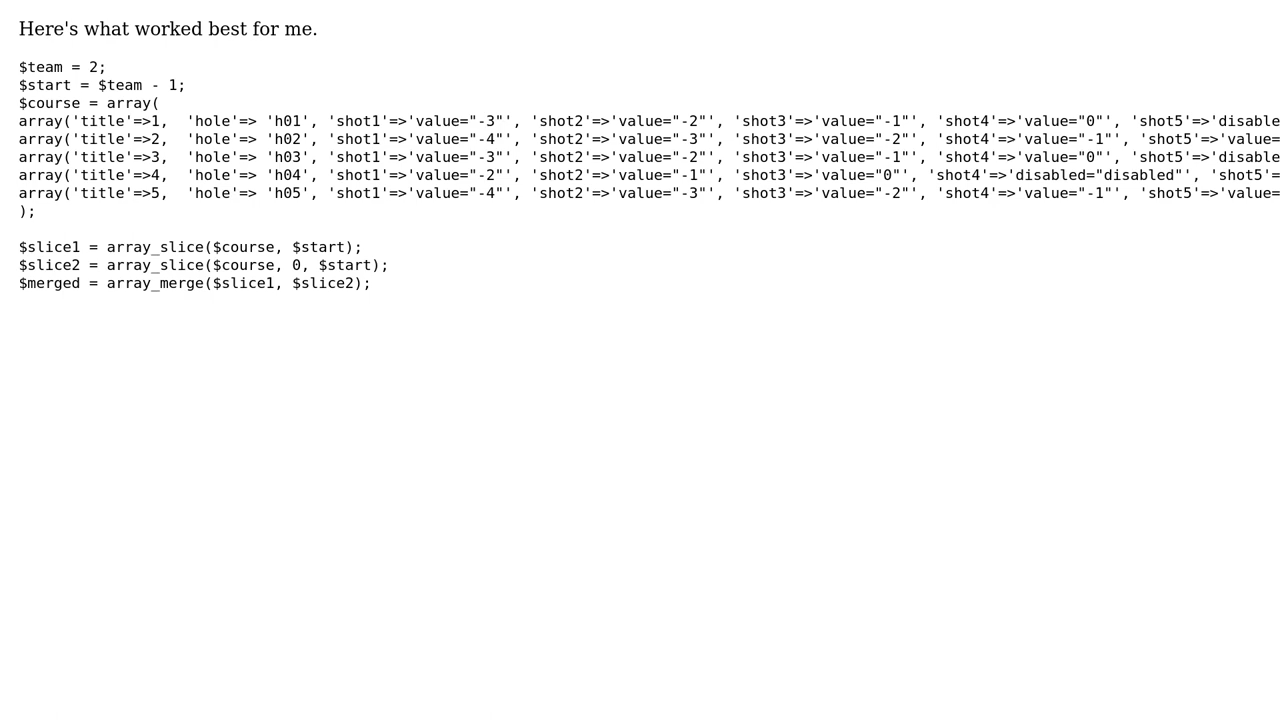 Here's what worked best for me.
$team = 2;
$start = $team - 1;
$course = array(
array('title'=>1,  'hole'=> 'h01', 'shot1'=>'value="-3"', 'shot2'=>'value="-2"', 'shot3'=>'value="-1"', 'shot4'=>'value="0"', 'shot5'=>'disable
array('title'=>2,  'hole'=> 'h02', 'shot1'=>'value="-4"', 'shot2'=>'value="-3"', 'shot3'=>'value="-2"', 'shot4'=>'value="-1"', 'shot5'=>'value=
array('title'=>3,  'hole'=> 'h03', 'shot1'=>'value="-3"', 'shot2'=>'value="-2"', 'shot3'=>'value="-1"', 'shot4'=>'value="0"', 'shot5'=>'disable
array('title'=>4,  'hole'=> 'h04', 'shot1'=>'value="-2"', 'shot2'=>'value="-1"', 'shot3'=>'value="0"', 'shot4'=>'disabled="disabled"', 'shot5'=
array('title'=>5,  'hole'=> 'h05', 'shot1'=>'value="-4"', 'shot2'=>'value="-3"', 'shot3'=>'value="-2"', 'shot4'=>'value="-1"', 'shot5'=>'value=
);
$slice1 = array_slice($course, $start);
$slice2 = array_slice($course, 0, $start);
$merged = array_merge($slice1, $slice2);